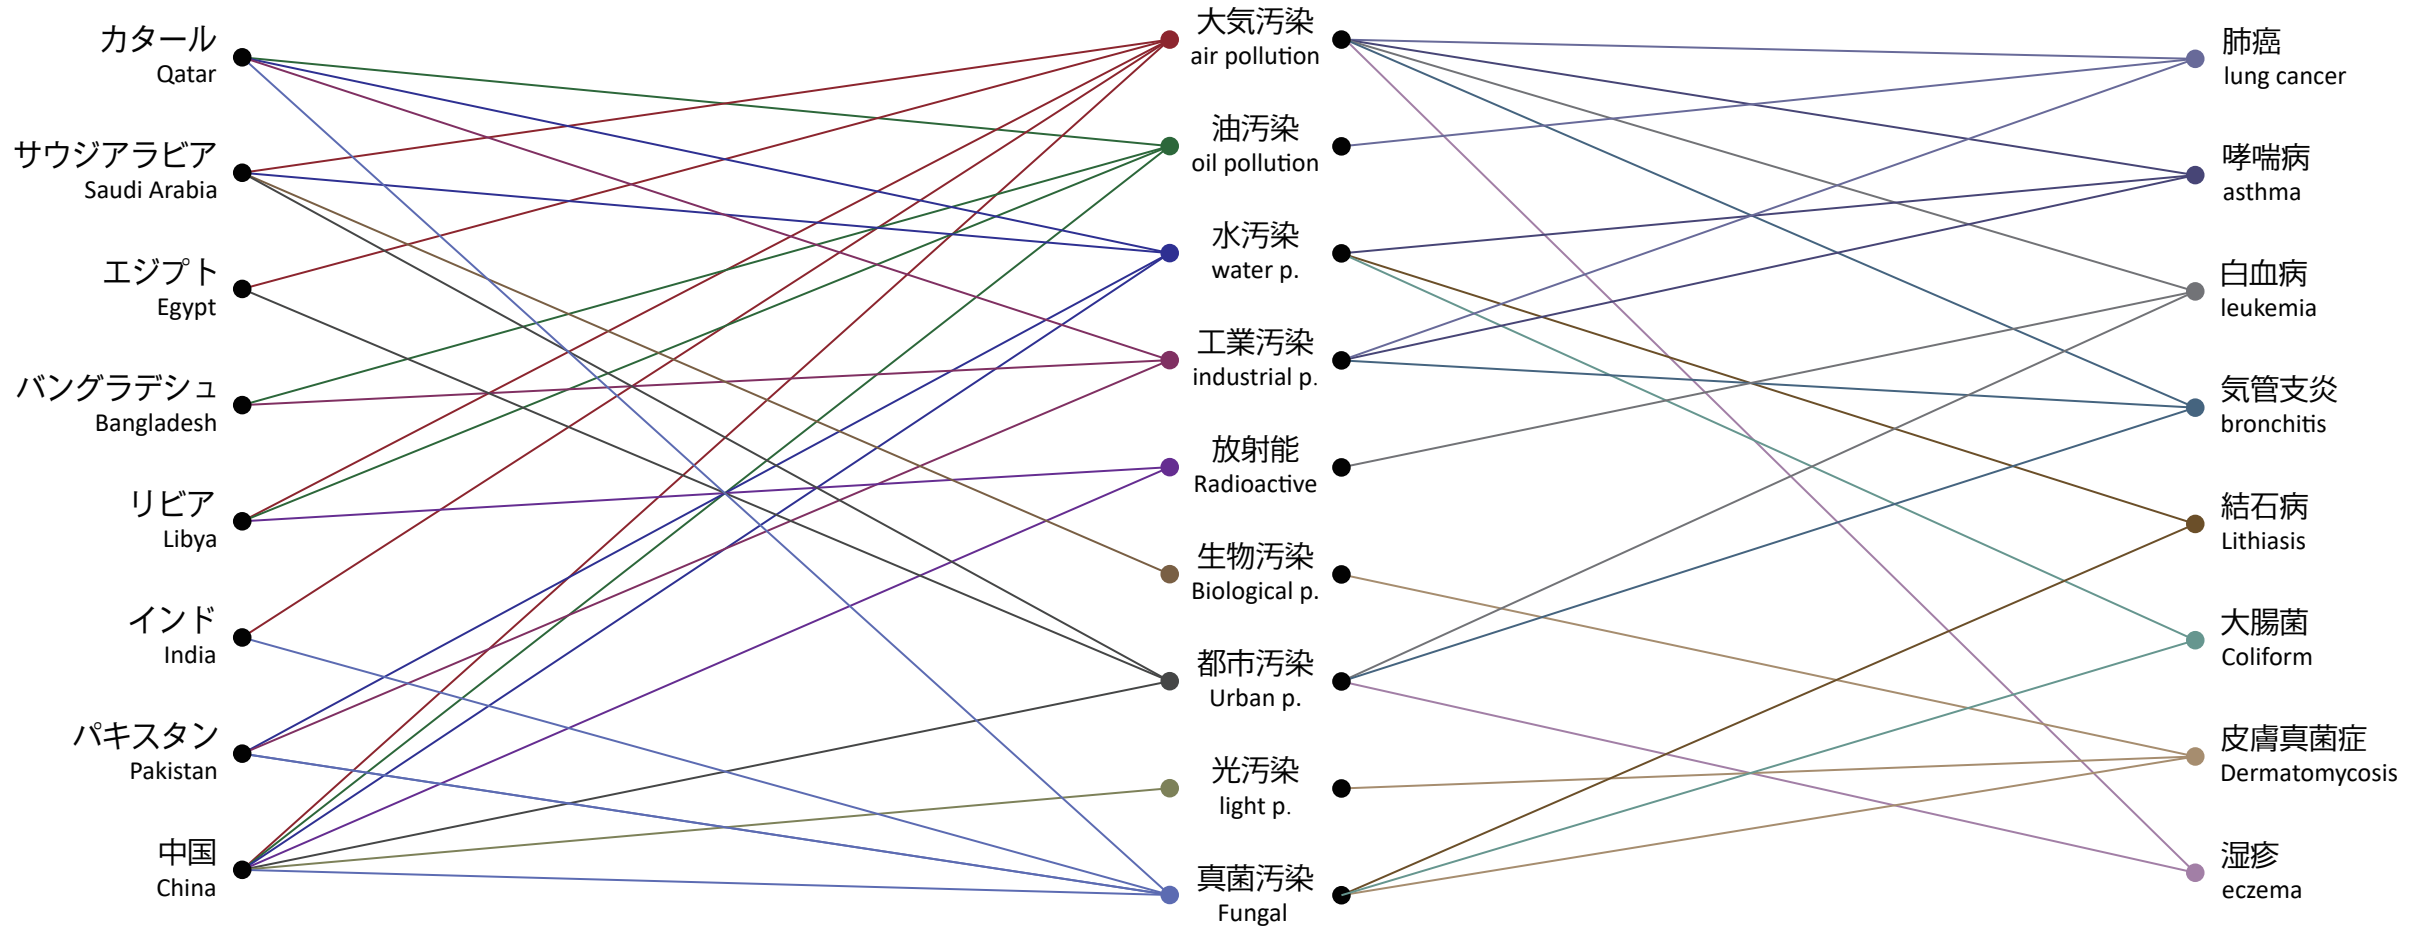 カタール
Qatar
サウジアラビア
Saudi Arabia
エジプト
Egypt
バングラデシュ
Bangladesh
リビア
Libya
インド
India
パキスタン
Pakistan
中国
China
大気汚染
air pollution
油汚染
oil pollution
水汚染
water p.
工業汚染
industrial p.
放射能
Radioactive
生物汚染
Biological p.
都市汚染
Urban p.
光汚染
light p.
真菌汚染
Fungal
肺癌
lung cancer
哮喘病
asthma
白血病
leukemia
気管支炎
bronchitis
結石病
Lithiasis
大腸菌
Coliform
皮膚真菌症
Dermatomycosis
湿疹
eczema